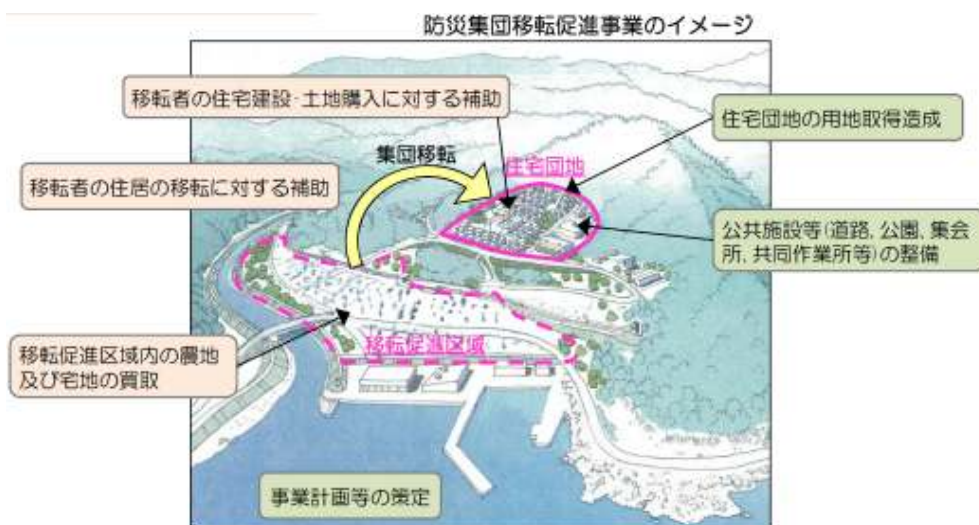 防災集団移転促進事業のイメージ
移転者の住宅建設・土地購入に対する補助
住宅団地の用地取得造成
集団移転
住宅団地
移転者の住居の移転に対する補助
公共施設等(道路, 公園, 集会
所, 共同作業所等)の整備
移転促進区域内の農地
及び宅地の買取
移転促進区域
事業計画等の策定